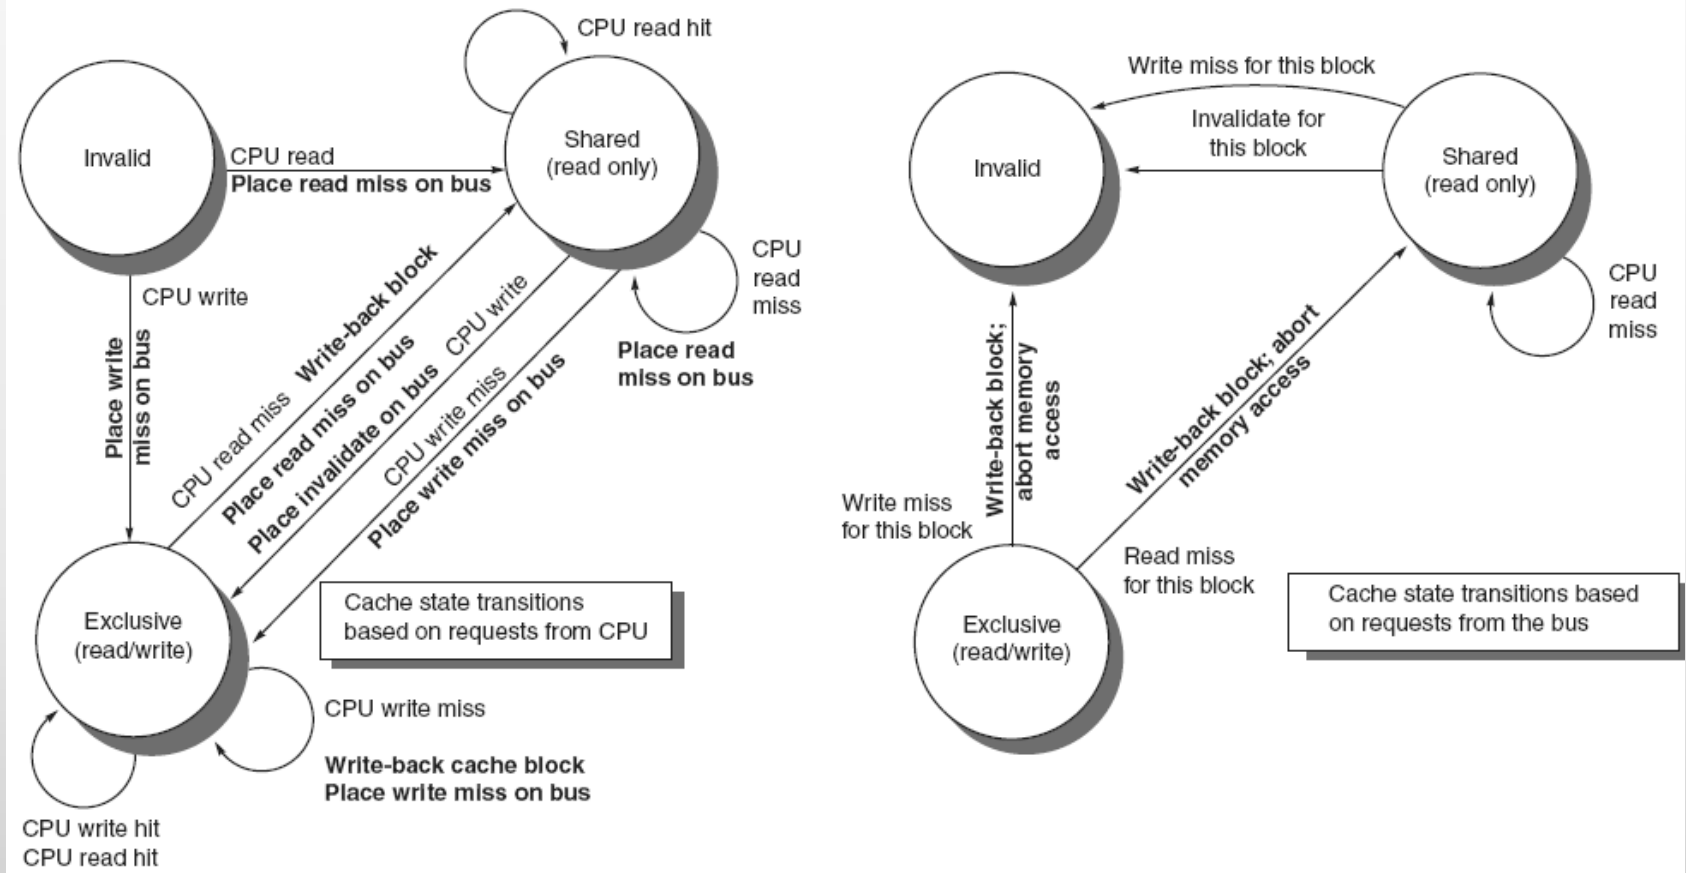 CPU read hit
Invalid
Shared
(read only)
CPU read
Place read miss on bus
CPU
read
miss
Place read
miss on bus
CPU write
Place write
miss on bus
CPU read miss Write-back block
Place read miss on bus
Place invalidate on bus CPU write
CPU write miss
Place write miss on bus
Exclusive
(read/write)
Cache state transitions
based on requests from CPU
CPU write miss
Write-back cache block
Place write miss on bus
CPU write hit
CPU read hit
Write miss for this block
Invalidate for
this block
Invalid
Shared
(read only)
CPU
read
miss
Write-back block;
abort memory
access
Write-back block; abort
memory access
Write miss
for this block
Read miss
for this block
Exclusive
(read/write)
Cache state transitions based
on requests from the bus